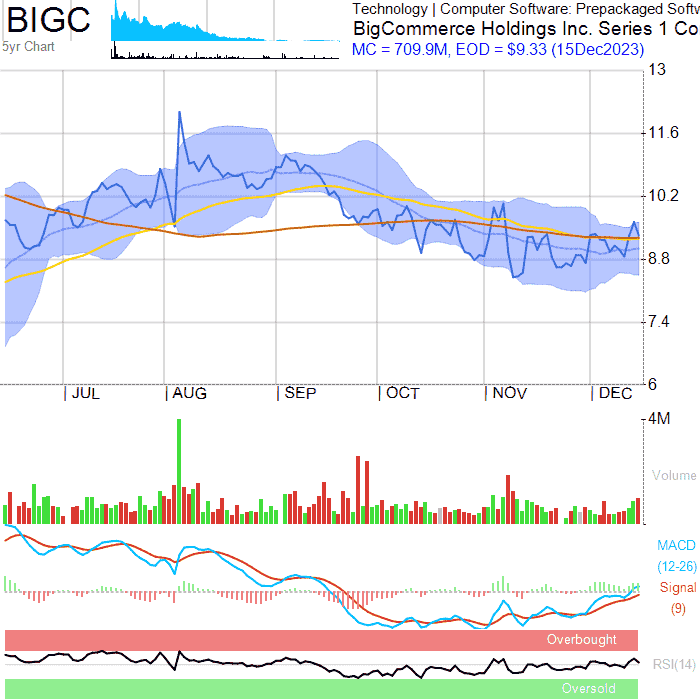 BIGC
5yr Chart
Technology | Computer Software: Prepackaged Softw
BigCommerce Holdings Inc. Series 1 Co
MC = 709.9M, EOD = $9.33 (15Dec2023)
13
11.6
10.2
8.8
7.4
6
JUL AUG SEP OCT NOV DEC
4M
Volume
MACD
(12-26)
Signal
(9)
Overbought
RSI(14)
Oversold